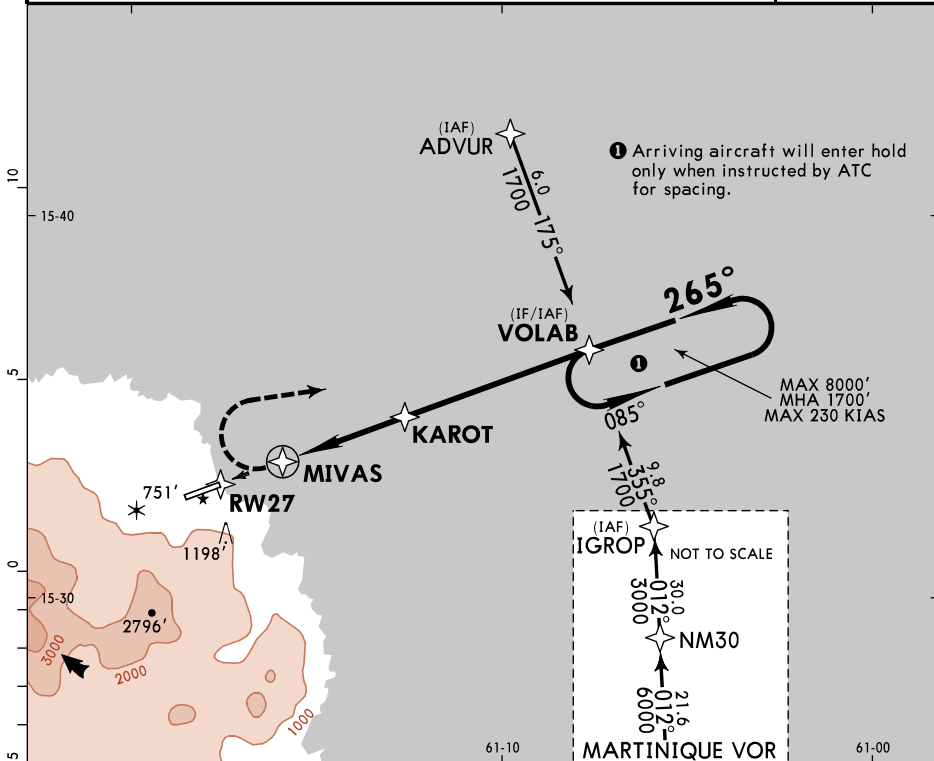 (IAF)
ADVUR
❶ Arriving aircraft will enter hold
only when instructed by ATC
for spacing.
6.0
1700
175°
10
15-40
265°
(IF/IAF)
VOLAB
❶
5
MAX 8000'
MHA 1700'
MAX 230 KIAS
085°
KAROT
MIVAS
9.8
355°
1700
751'
RW27
(IAF)
IGROP
NOT TO SCALE
1198'
0
15-30
30.0
012°
3000
2796'
NM30
3000
2000
21.6
012°
6000
1000
5
61-10
MARTINIQUE VOR
61-00